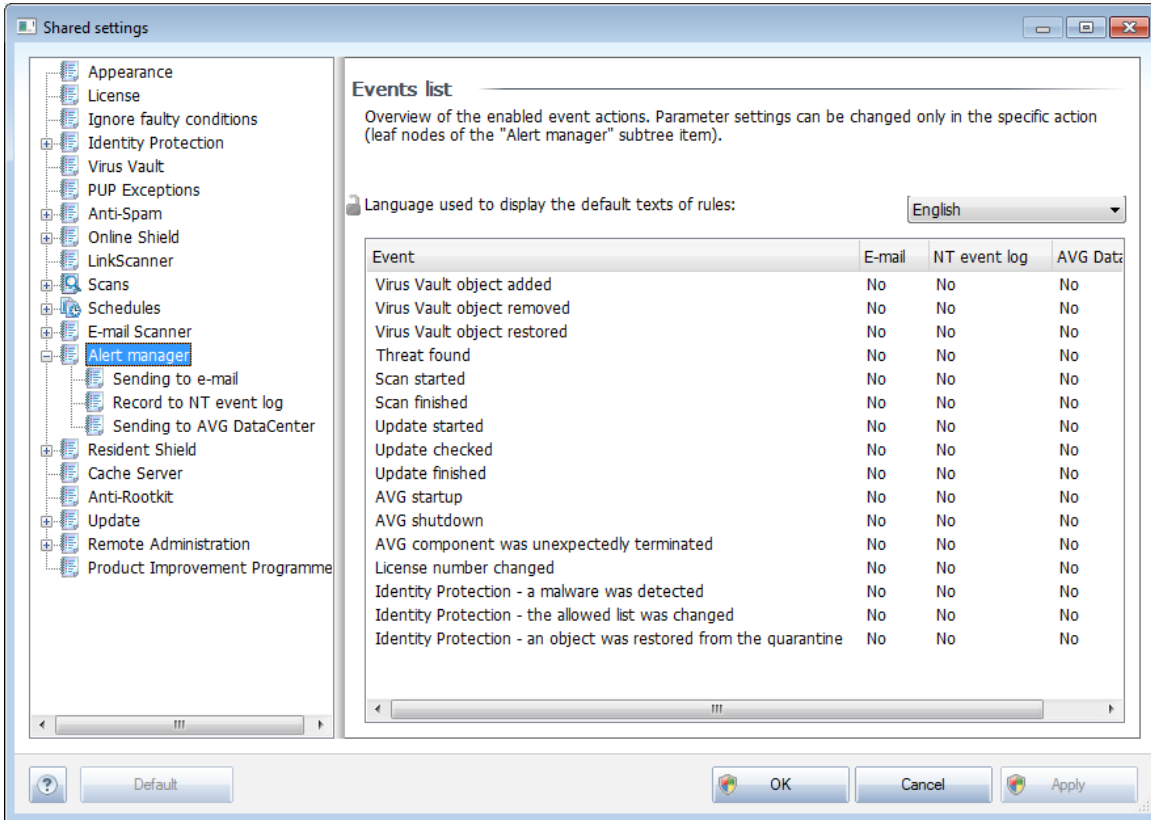 Shared settings
Appearance
License
Ignore faulty conditions
Identity Protection
Virus Vault
PUP Exceptions
Anti-Spam
Online Shield
LinkScanner
Scans
Schedules
E-mail Scanner
Alert manager
Sending to e-mail
Record to NT event log
Sending to AVG DataCenter
Resident Shield
Cache Server
Anti-Rootkit
Update
Remote Administration
Product Improvement Programme
Events list
Overview of the enabled event actions. Parameter settings can be changed only in the specific action
(leaf nodes of the "Alert manager" subtree item).
Language used to display the default texts of rules: English
Event E-mail NT event log AVG Data
Virus Vault object added No No No
Virus Vault object removed No No No
Virus Vault object restored No No No
Threat found No No No
Scan started No No No
Scan finished No No No
Update started No No No
Update checked No No No
Update finished No No No
AVG startup No No No
AVG shutdown No No No
AVG component was unexpectedly terminated No No No
License number changed No No No
Identity Protection - a malware was detected No No No
Identity Protection - the allowed list was changed No No No
Identity Protection - an object was restored from the quarantine No No No
? Default OK Cancel Apply